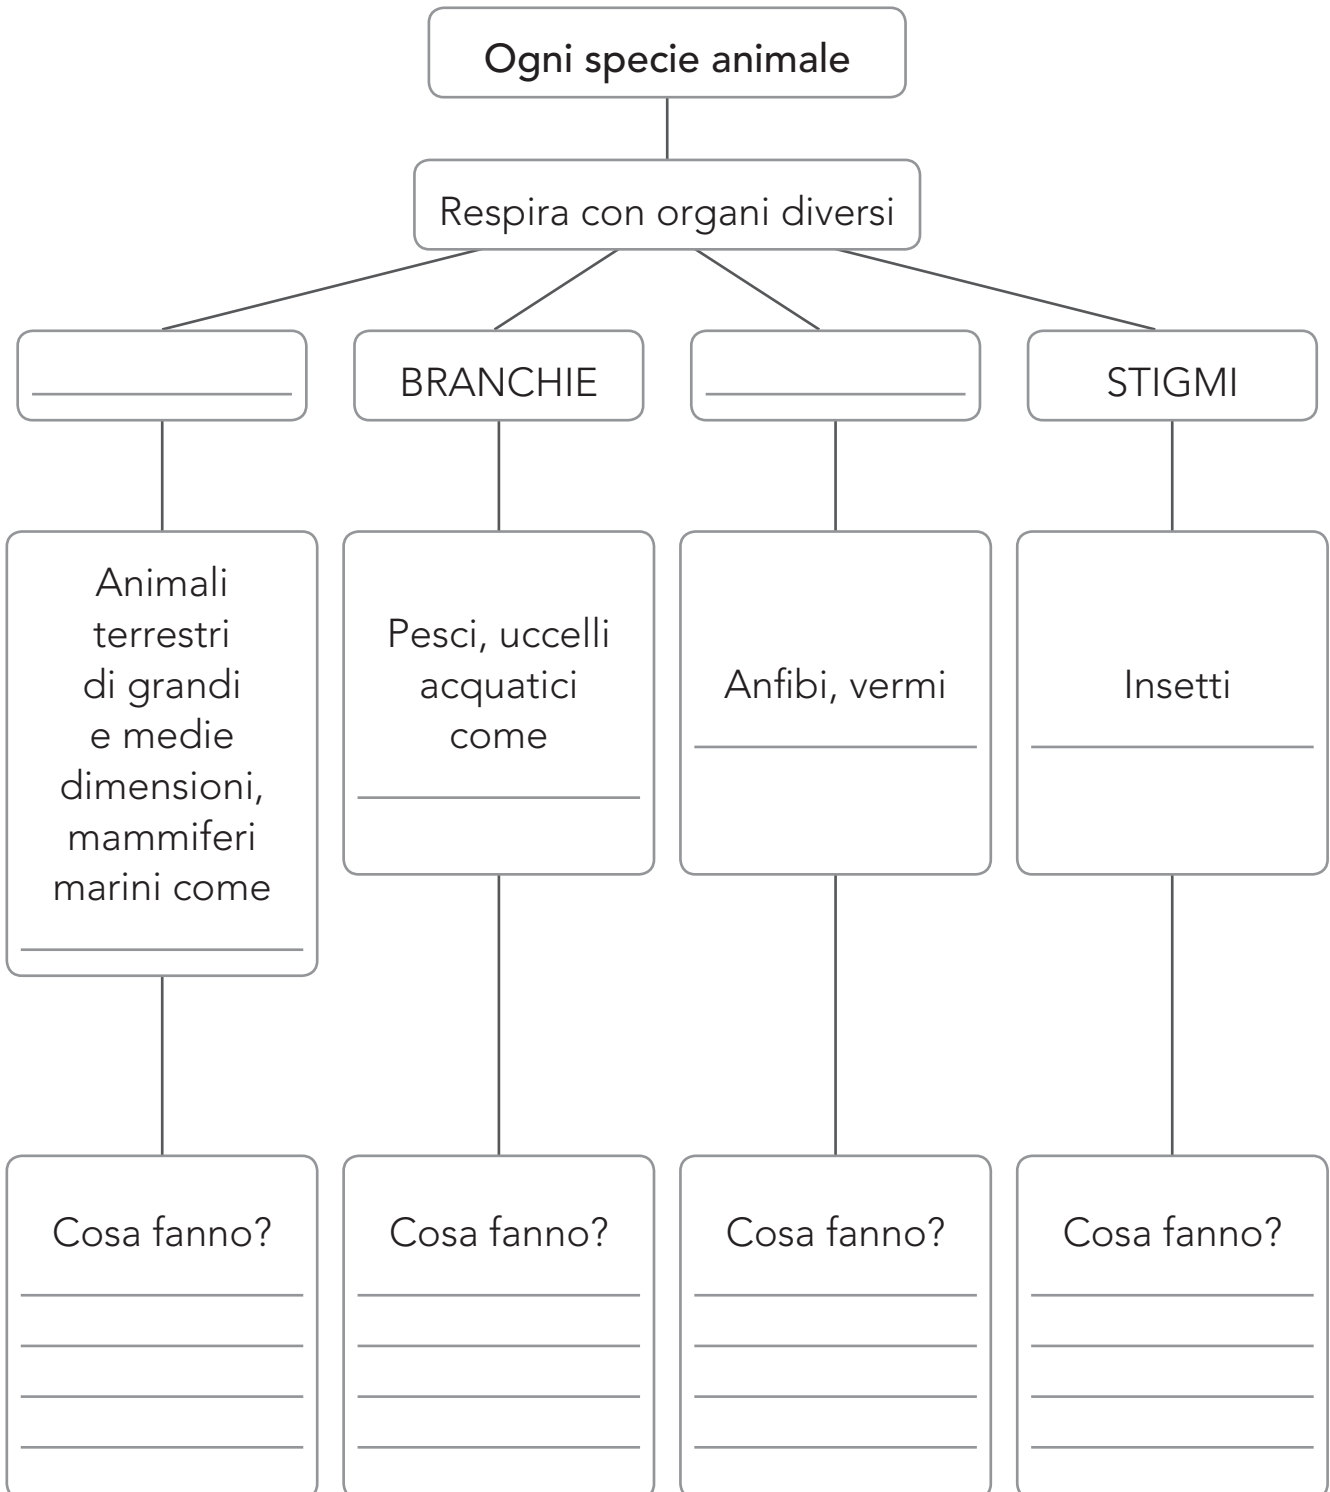 Ogni specie animale
Respira con organi diversi
BRANCHIE
STIGMI
Animali
terrestri
di grandi
e medie
dimensioni,
mammiferi
marini come
Pesci, uccelli
acquatici
come
Anfibi, vermi
Insetti
Cosa fanno?
Cosa fanno?
Cosa fanno?
Cosa fanno?